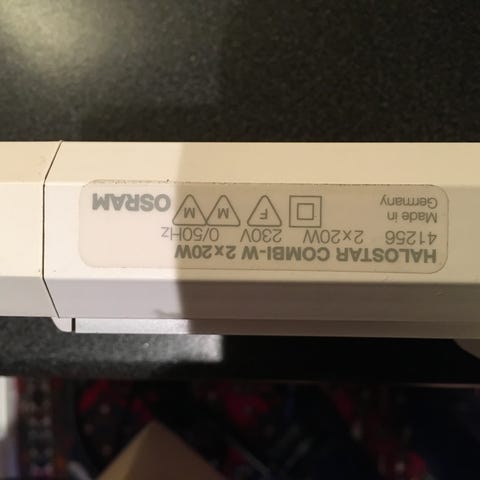 HALOSTAR COMBI-W 2x20W
41256 2x20W 230V 0/50Hz
Made in
Germany
F M M OSRAM